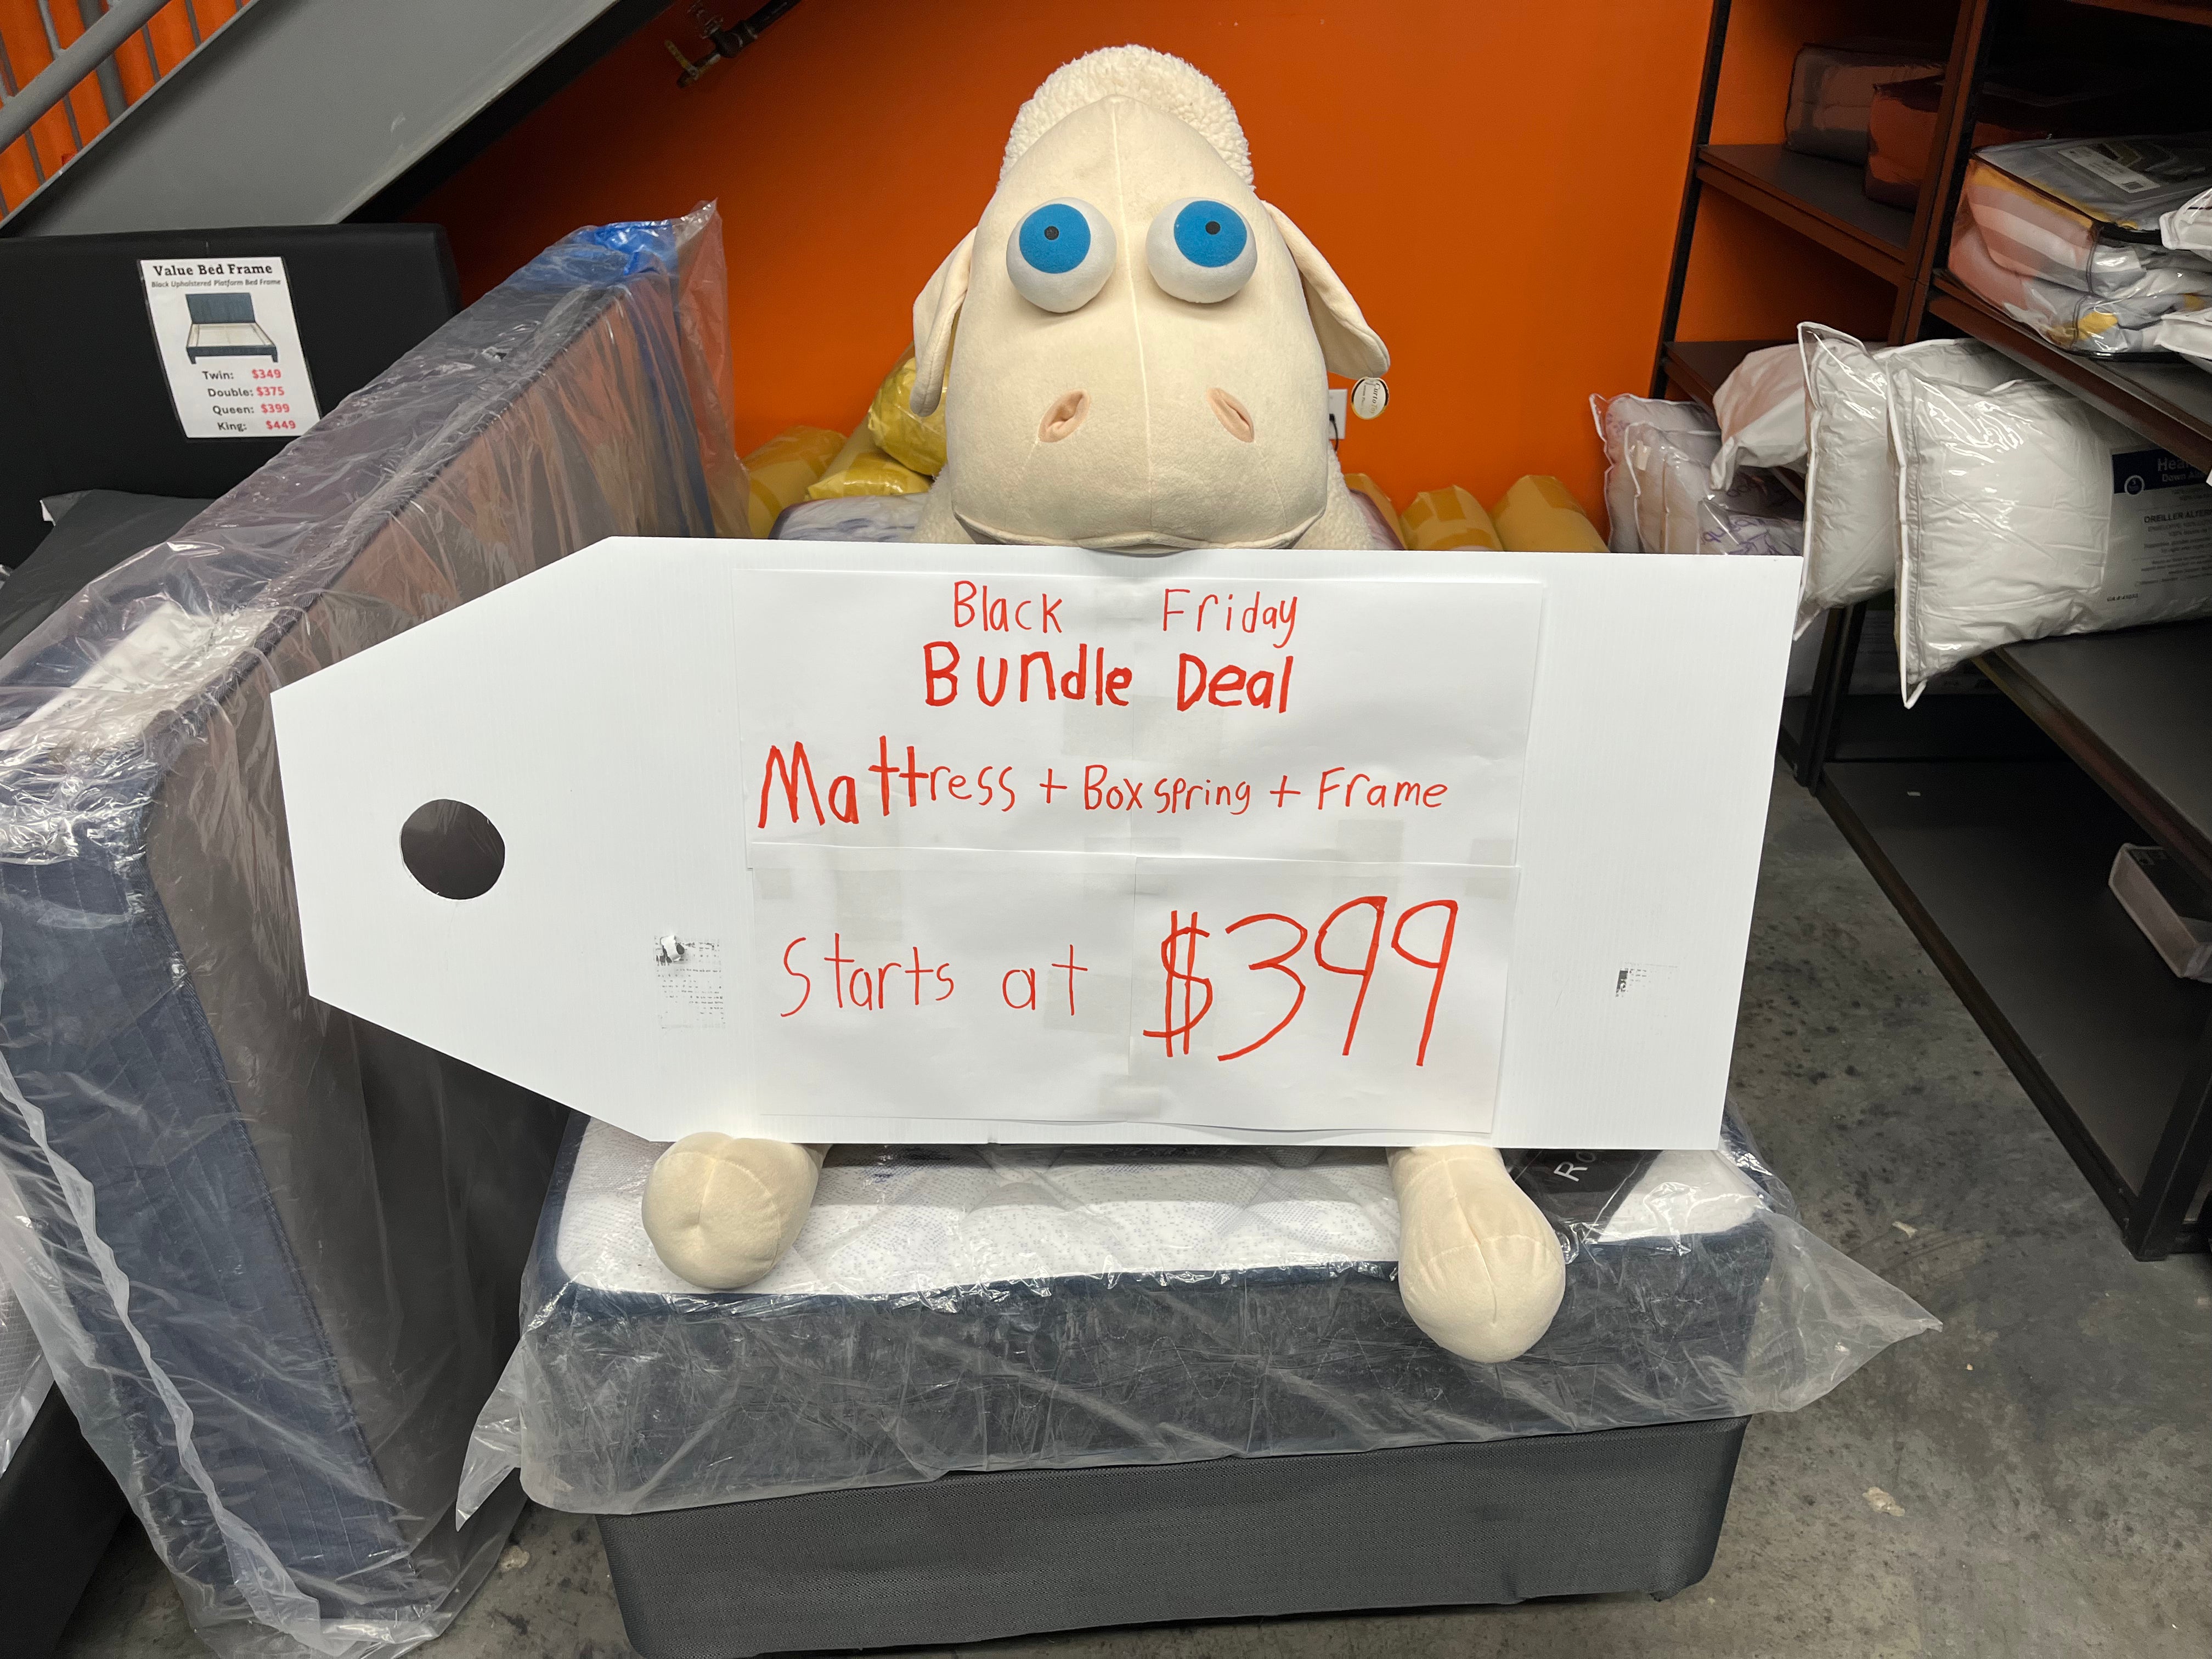 Value Bed Frame
Black Upholstered Platform Bed Frame
Twin: $349
Double: $375
Queen: $399
King: $449
Black Friday
Bundle Deal
Mattress + Box spring + Frame
Starts at $399
OREILLER